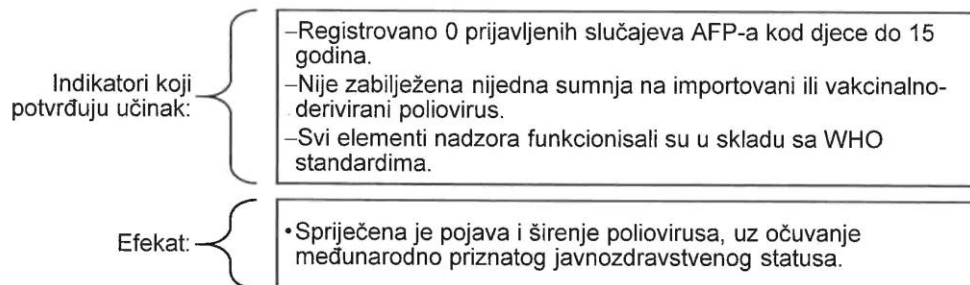 Indikatori koji
potvrđuju učinak:
–Registrovano 0 prijavljenih slučajeva AFP-a kod djece do 15
godina.
–Nije zabilježena nijedna sumnja na importovani ili vakcinalno-
derivirani poliovirus.
–Svi elementi nadzora funkcionisali su u skladu sa WHO
standardima.
Efekat:
•Spriječena je pojava i širenje poliovirusa, uz očuvanje
međunarodno priznatog javnozdravstvenog statusa.